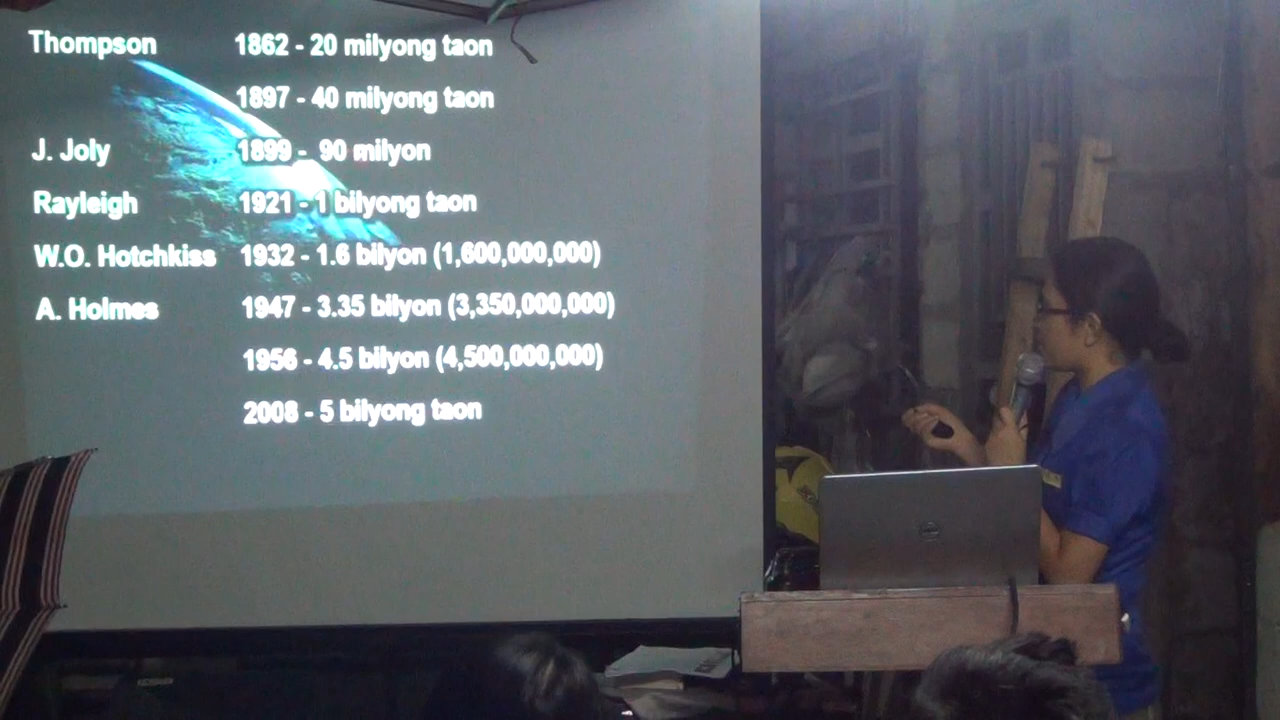 Thompson 1862 - 20 milyong taon
1897 - 40 milyong taon
J. Joly 1899 - 90 milyon
Rayleigh 1921 - 1 bilyong taon
W.O. Hotchkiss 1932 - 1.6 bilyon (1,600,000,000)
A. Holmes 1947 - 3.35 bilyon (3,350,000,000)
1956 - 4.5 bilyon (4,500,000,000)
2008 - 5 bilyong taon
DELL